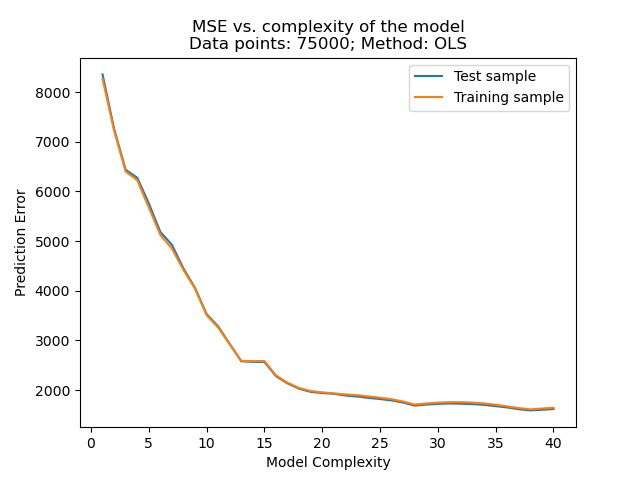 MSE vs. complexity of the model
Data points: 75000; Method: OLS
Test sample
Training sample
Prediction Error
8000
7000
6000
5000
4000
3000
2000
0 5 10 15 20 25 30 35 40
Model Complexity